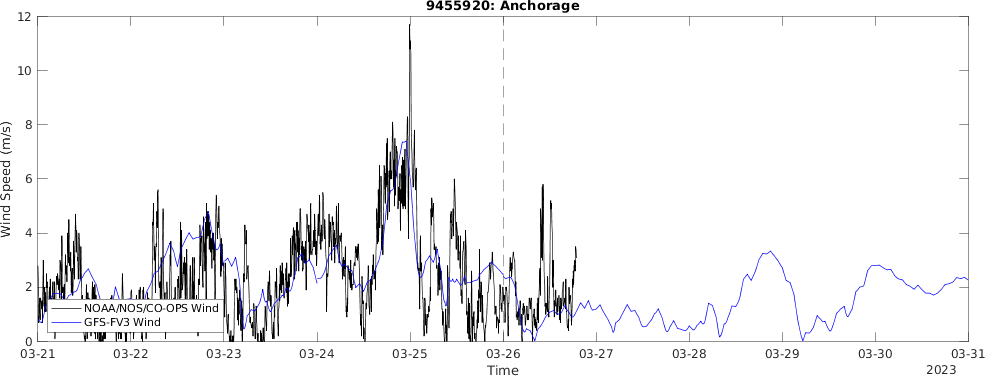 9455920: Anchorage
12
10
8
6
4
2
0
Wind Speed (m/s)
NOAA/NOS/CO-OPS Wind
GFS-FV3 Wind
03-21 03-22 03-23 03-24 03-25 03-26 03-27 03-28 03-29 03-30 03-31
Time
2023